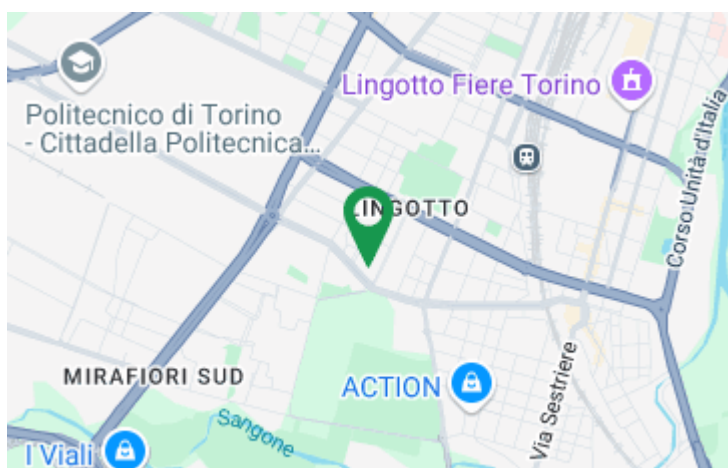 Lingotto Fiere Torino
Politecnico di Torino
- Cittadella Politecnica...
Corso Unità d'Italia
LINGOTTO
MIRAFIORI SUD
ACTION
Via Sestriere
Sangone
I Viali